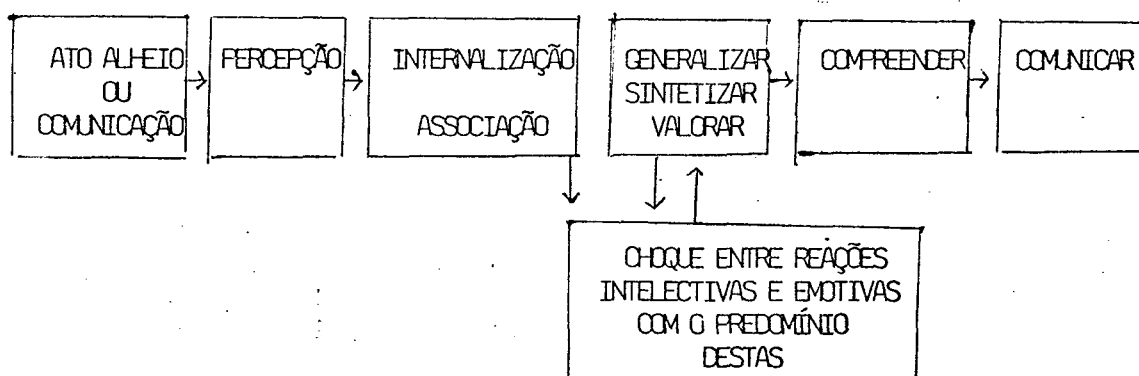 ATO ALHEIO
OU
COMUNICAÇÃO
PERCEPÇÃO
INTERNALIZAÇÃO
ASSOCIAÇÃO
GENERALIZAR
SINTETIZAR
VALORAR
COMPREENDER
COMUNICAR
CHOQUE ENTRE REAÇÕES
INTELECTIVAS E EMOTIVAS
COM O PREDOMÍNIO
DESTAS